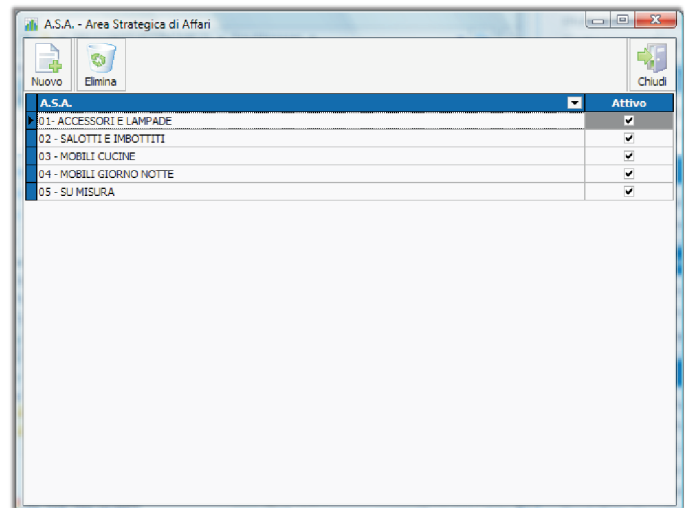 A.S.A. - Area Strategica di Affari
Nuovo Elimina Chiudi
A.S.A. Attivo
01- ACCESSORI E LAMPADE
02 - SALOTTI E IMBOTTITI
03 - MOBILI CUCINE
04 - MOBILI GIORNO NOTTE
05 - SU MISURA